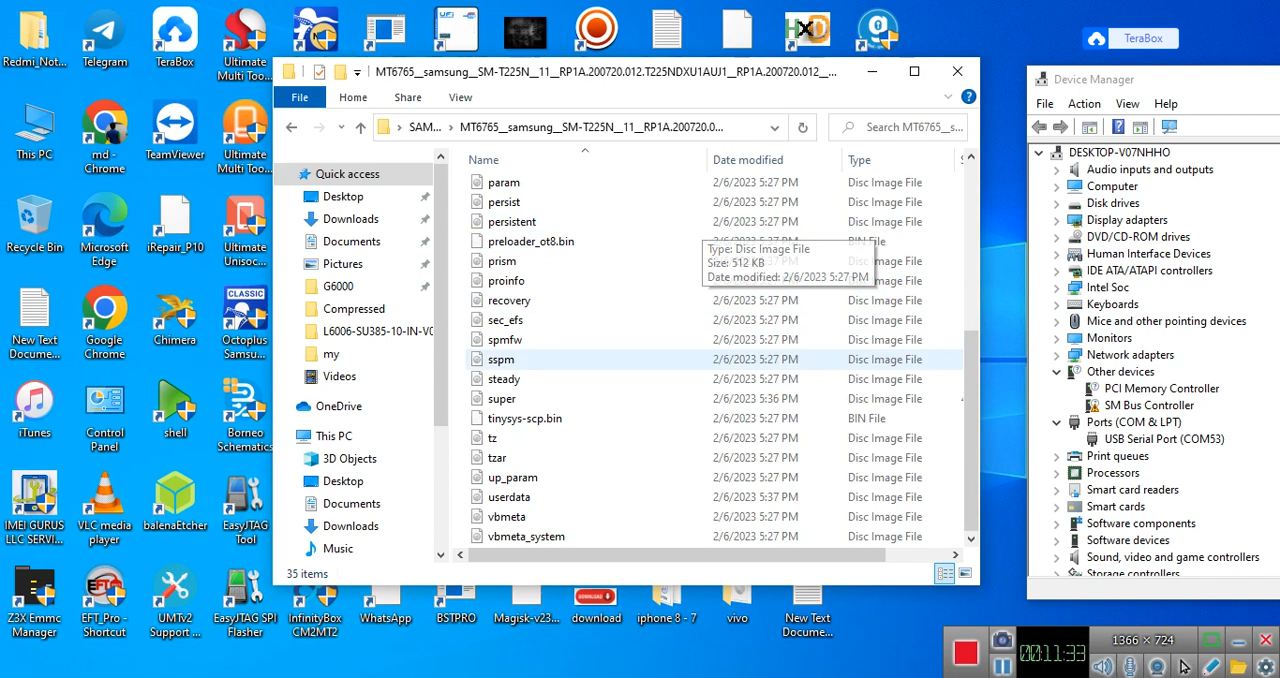 Redmi_Not...
Telegram
TeraBox
Ultimate
Multi Too...
UFi
HxD
TeraBox
MT6765__samsung__SM-T225N__11__RP1A.200720.012.T225NDXU1AUJ1__RP1A.200720.012__...
File
Home
Share
View
SAM...
MT6765__samsung__SM-T225N__11__RP1A.200720.0...
Search MT6765__s...
Name
Date modified
Type
Quick access
Desktop
Downloads
Documents
Pictures
G6000
Compressed
L6006-SU385-10-IN-V0
my
Videos
OneDrive
This PC
3D Objects
Desktop
Documents
Downloads
Music
param 2/6/2023 5:27 PM Disc Image File
persist 2/6/2023 5:27 PM Disc Image File
persistent 2/6/2023 5:27 PM Disc Image File
preloader_ot8.bin
prism
proinfo
recovery 2/6/2023 5:27 PM Disc Image File
sec_efs 2/6/2023 5:27 PM Disc Image File
spmfw 2/6/2023 5:27 PM Disc Image File
sspm 2/6/2023 5:27 PM Disc Image File
steady 2/6/2023 5:27 PM Disc Image File
super 2/6/2023 5:36 PM Disc Image File
tinysys-scp.bin 2/6/2023 5:27 PM BIN File
tz 2/6/2023 5:27 PM Disc Image File
tzar 2/6/2023 5:27 PM Disc Image File
up_param 2/6/2023 5:27 PM Disc Image File
userdata 2/6/2023 5:37 PM Disc Image File
vbmeta 2/6/2023 5:27 PM Disc Image File
vbmeta_system 2/6/2023 5:27 PM Disc Image File
Type: Disc Image File
Size: 512 KB
Date modified: 2/6/2023 5:27 PM
35 items
Device Manager
File
Action
View
Help
DESKTOP-V07NHHO
Audio inputs and outputs
Computer
Disk drives
Display adapters
DVD/CD-ROM drives
Human Interface Devices
IDE ATA/ATAPI controllers
Intel Soc
Keyboards
Mice and other pointing devices
Monitors
Network adapters
Other devices
PCI Memory Controller
SM Bus Controller
Ports (COM & LPT)
USB Serial Port (COM53)
Print queues
Processors
Smart card readers
Smart cards
Software components
Software devices
Sound, video and game controllers
Storage controllers
This PC
md -
Chrome
TeamViewer
Ultimate
Multi Too...
Recycle Bin
Microsoft
Edge
iRepair_P10
Ultimate
Unisoc...
New Text
Docume...
Google
Chrome
Chimera
CLASSIC
Octoplus
Samsu...
iTunes
Control
Panel
shell
Borneo
Schematics
IMEI GURUS
LLC SERVI...
VLC media
player
balenaEtcher
EasyJTAG
Tool
Z3X Emmc
Manager
EFT_Pro -
Shortcut
UMTv2
Support ...
EasyJTAG SPI
Flasher
InfinityBox
CM2MT2
WhatsApp
BSTPRO
Magisk-v23...
DOWNLOAD
download
iphone 8 - 7
vivo
New Text
Docume...
00:11:33
1366 × 724